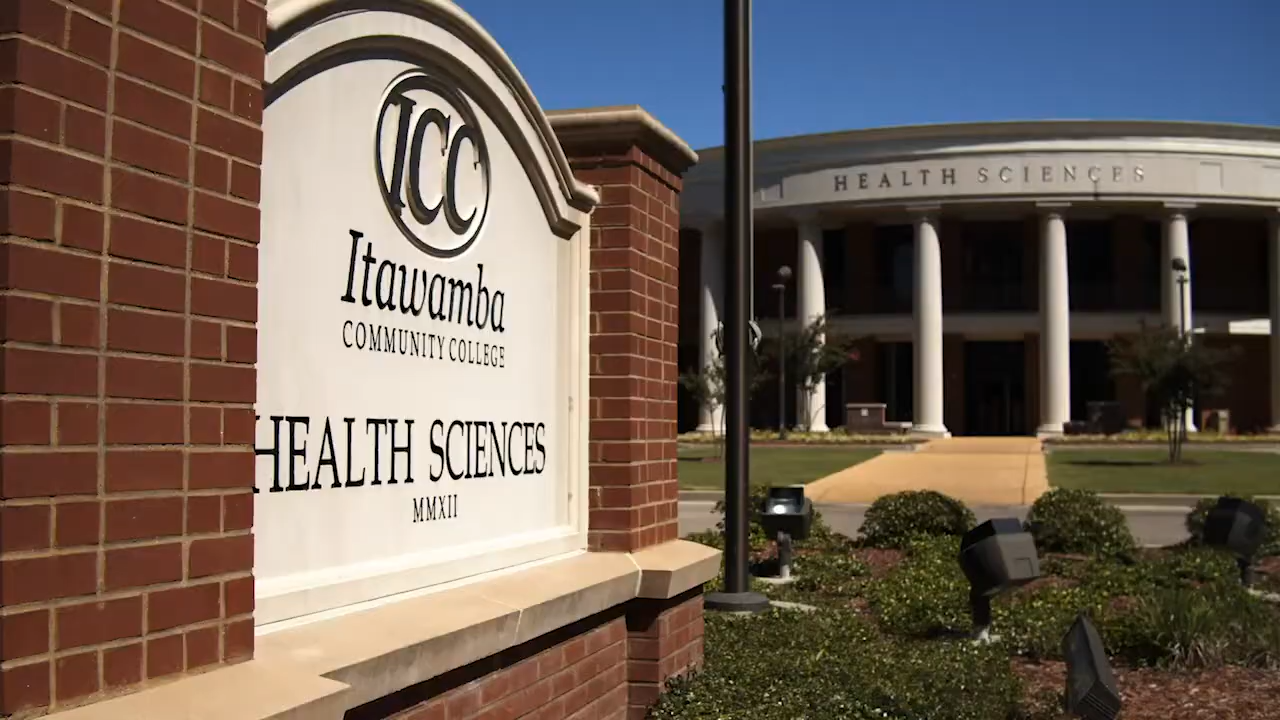 ICC
Itawamba
COMMUNITY COLLEGE
HEALTH SCIENCES
MMXII
HEALTH SCIENCES